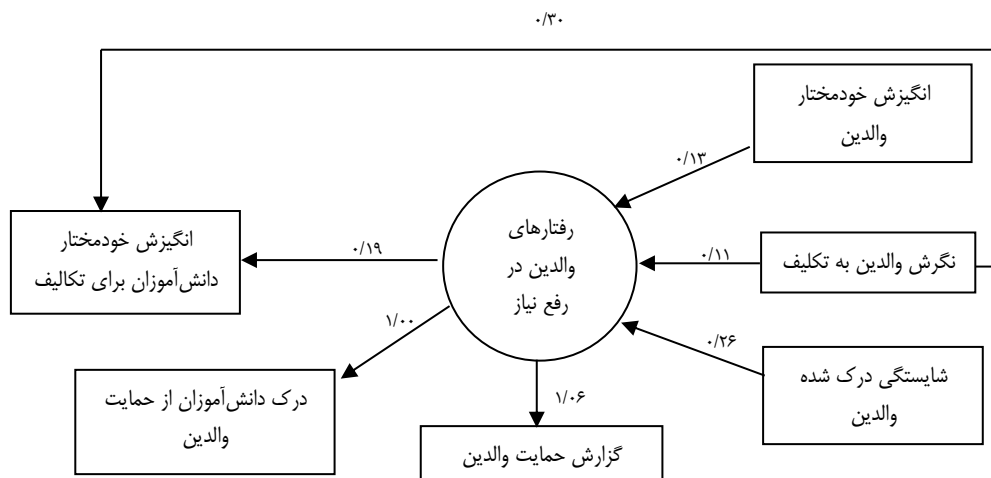 ۰/۳۰
انگیزش خودمختار
والدین
۰/۱۳
رفتارهای
والدین در
رفع نیاز
انگیزش خودمختار
دانش‌آموزان برای تکالیف
۰/۱۹
۰/۱۱
نگرش والدین به تکلیف
۱/۰۰
۰/۲۶
شایستگی درک شده
والدین
درک دانش‌آموزان از حمایت
والدین
۱/۰۶
گزارش حمایت والدین